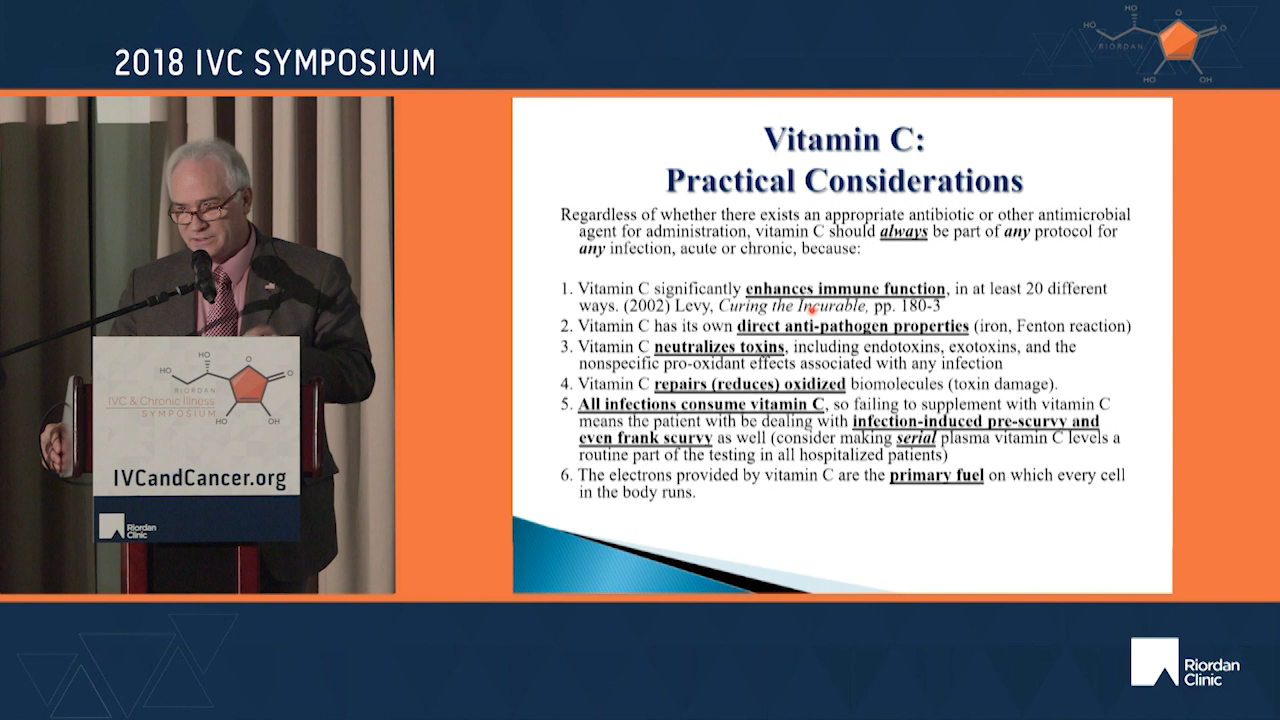 2018 IVC SYMPOSIUM
HO
HO
O
O
RIORDAN
HO
OH
Vitamin C:
Practical Considerations
Regardless of whether there exists an appropriate antibiotic or other antimicrobial
agent for administration, vitamin C should always be part of any protocol for
any infection, acute or chronic, because:
1. Vitamin C significantly enhances immune function, in at least 20 different
ways. (2002) Levy, Curing the Incurable, pp. 180-3
2. Vitamin C has its own direct anti-pathogen properties (iron, Fenton reaction)
3. Vitamin C neutralizes toxins, including endotoxins, exotoxins, and the
nonspecific pro-oxidant effects associated with any infection
4. Vitamin C repairs (reduces) oxidized biomolecules (toxin damage).
5. All infections consume vitamin C, so failing to supplement with vitamin C
means the patient with be dealing with infection-induced pre-scurvy and
even frank scurvy as well (consider making serial plasma vitamin C levels a
routine part of the testing in all hospitalized patients)
6. The electrons provided by vitamin C are the primary fuel on which every cell
in the body runs.
HO
HO
O
O
RIORDAN
IVC & Chronic Illness
SYMPOSIUM
HO
OH
IVCandCancer.org
Riordan
Clinic
Riordan
Clinic